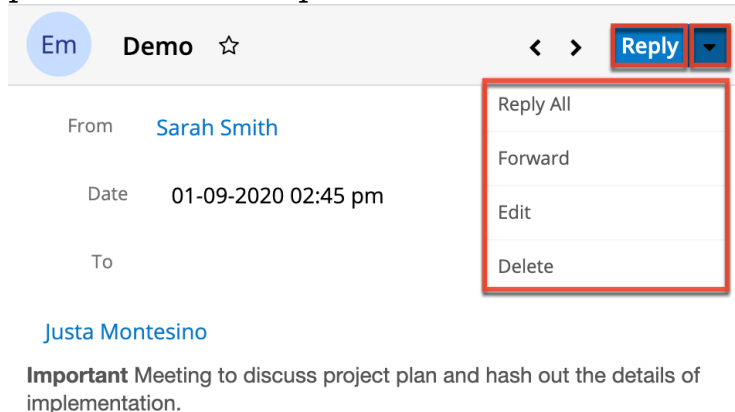 Em Demo Reply
Reply All
From Sarah Smith
Forward
Date 01-09-2020 02:45 pm
Edit
To
Delete
Justa Montesino
Important Meeting to discuss project plan and hash out the details of
implementation.